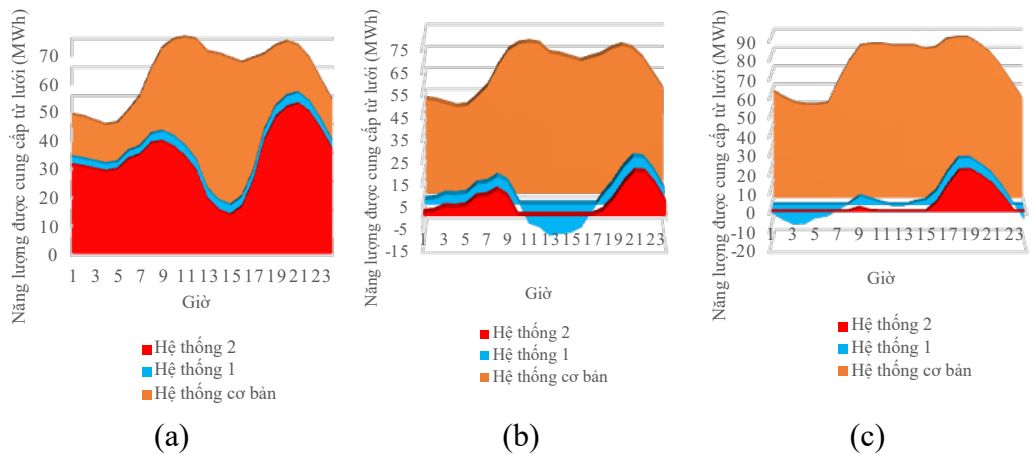 Năng lượng được cung cấp từ lưới (MWh)
70
60
50
40
30
20
10
0
1 3 5 7 9 11 13 15 17 19 21 23
Giờ
Hệ thống 2
Hệ thống 1
Hệ thống cơ bản
(a)
Năng lượng được cung cấp từ lưới (MWh)
75
65
55
45
35
25
15
5
-5
-15
1 3 5 7 9 11 13 15 17 19 21 23
Giờ
Hệ thống 2
Hệ thống 1
Hệ thống cơ bản
(b)
Năng lượng được cung cấp từ lưới (MWh)
90
80
70
60
50
40
30
20
10
0
-10
-20
1 3 5 7 9 11 13 15 17 19 21 23
Giờ
Hệ thống 2
Hệ thống 1
Hệ thống cơ bản
(c)